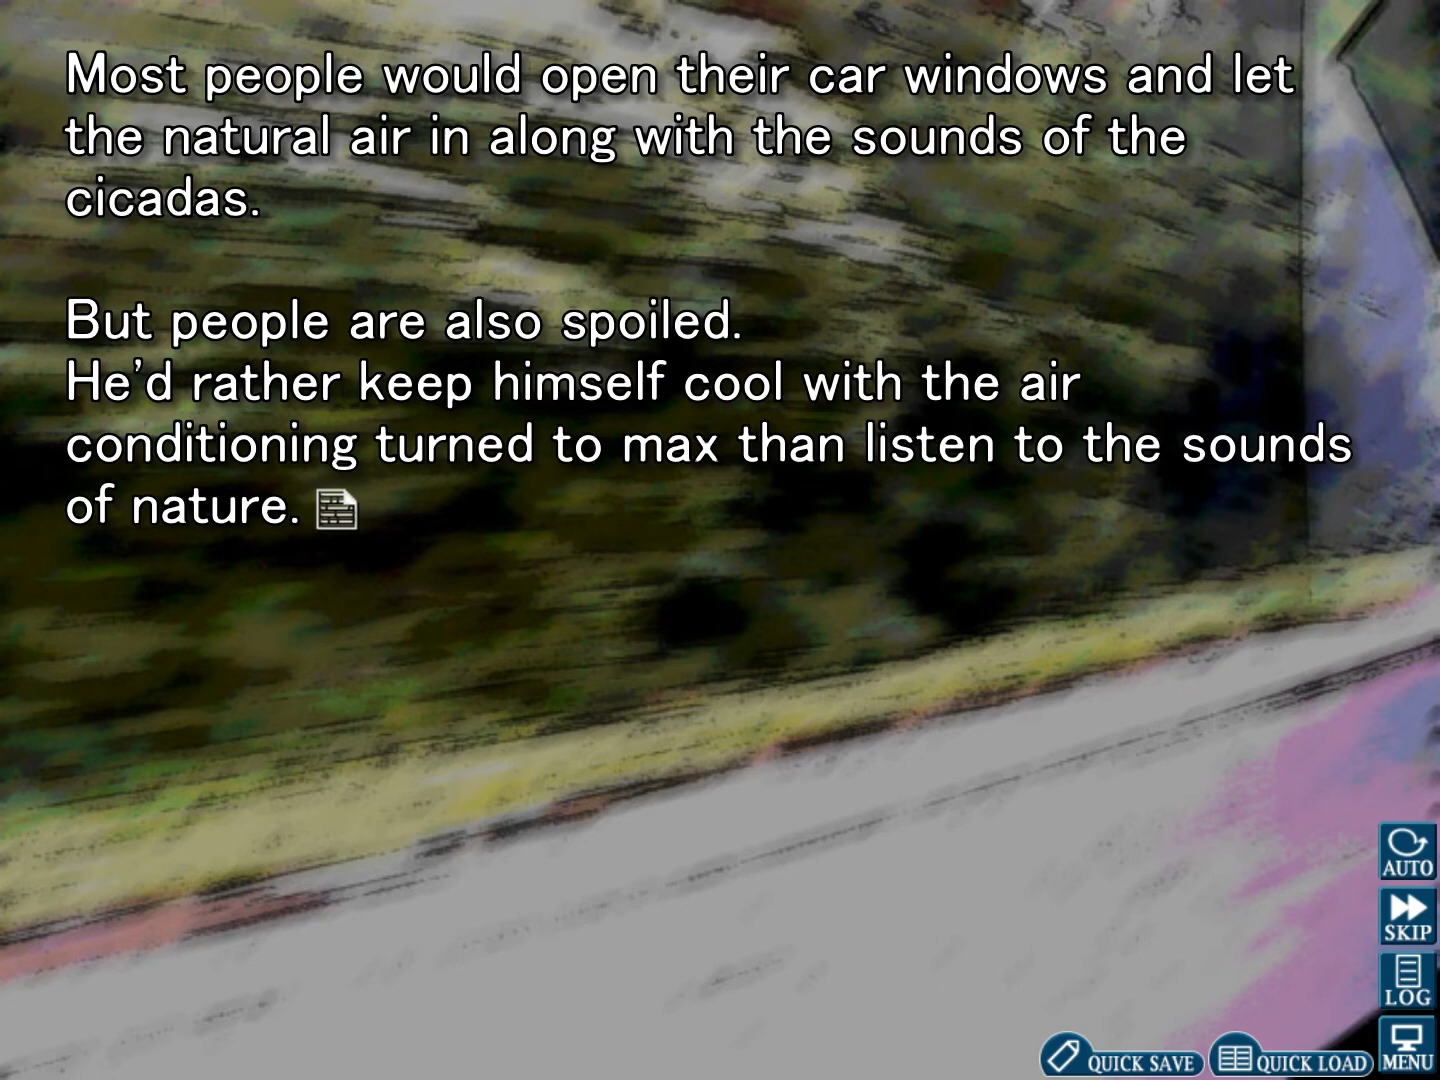 Most people would open their car windows and let
the natural air in along with the sounds of the
cicadas.
But people are also spoiled.
He'd rather keep himself cool with the air
conditioning turned to max than listen to the sounds
of nature.
AUTO
SKIP
LOG
QUICK SAVE
QUICK LOAD
MENU